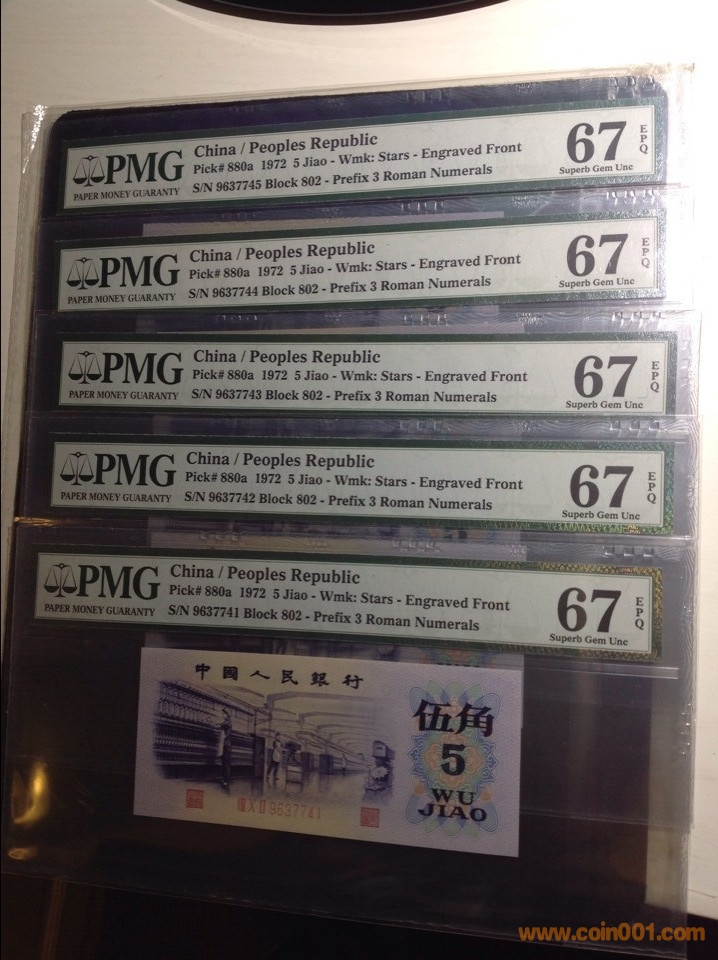 PMG
PAPER MONEY GUARANTY
China / Peoples Republic
Pick# 880a 1972 5 Jiao - Wmk: Stars - Engraved Front
S/N 9637745 Block 802 - Prefix 3 Roman Numerals
67
EPQ
Superb Gem Unc
PMG
PAPER MONEY GUARANTY
China / Peoples Republic
Pick# 880a 1972 5 Jiao - Wmk: Stars - Engraved Front
S/N 9637744 Block 802 - Prefix 3 Roman Numerals
67
EPQ
Superb Gem Unc
PMG
PAPER MONEY GUARANTY
China / Peoples Republic
Pick# 880a 1972 5 Jiao - Wmk: Stars - Engraved Front
S/N 9637743 Block 802 - Prefix 3 Roman Numerals
67
EPQ
Superb Gem Unc
PMG
PAPER MONEY GUARANTY
China / Peoples Republic
Pick# 880a 1972 5 Jiao - Wmk: Stars - Engraved Front
S/N 9637742 Block 802 - Prefix 3 Roman Numerals
67
EPQ
Superb Gem Unc
PMG
PAPER MONEY GUARANTY
China / Peoples Republic
Pick# 880a 1972 5 Jiao - Wmk: Stars - Engraved Front
S/N 9637741 Block 802 - Prefix 3 Roman Numerals
67
EPQ
Superb Gem Unc
中國人民銀行
伍角
5
WU
JIAO
9637741
www.coin001.com